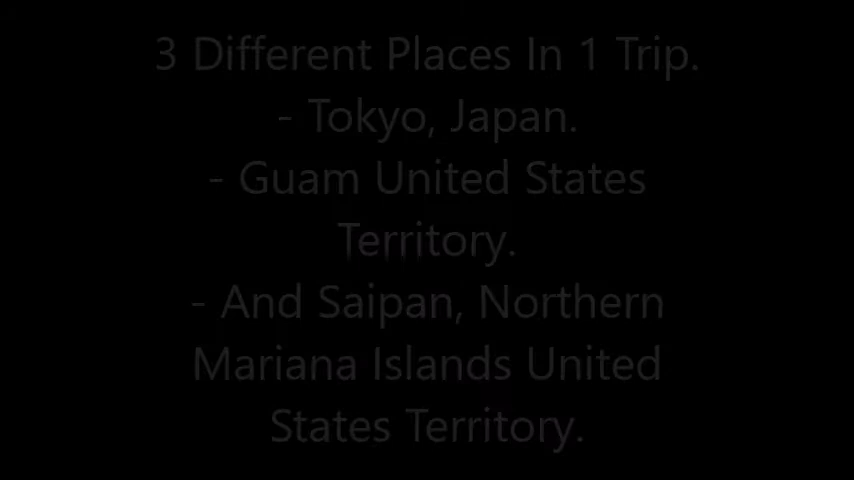 3 Different Places In 1 Trip.
- Tokyo, Japan.
- Guam United States
Territory.
- And Saipan, Northern
Mariana Islands United
States Territory.